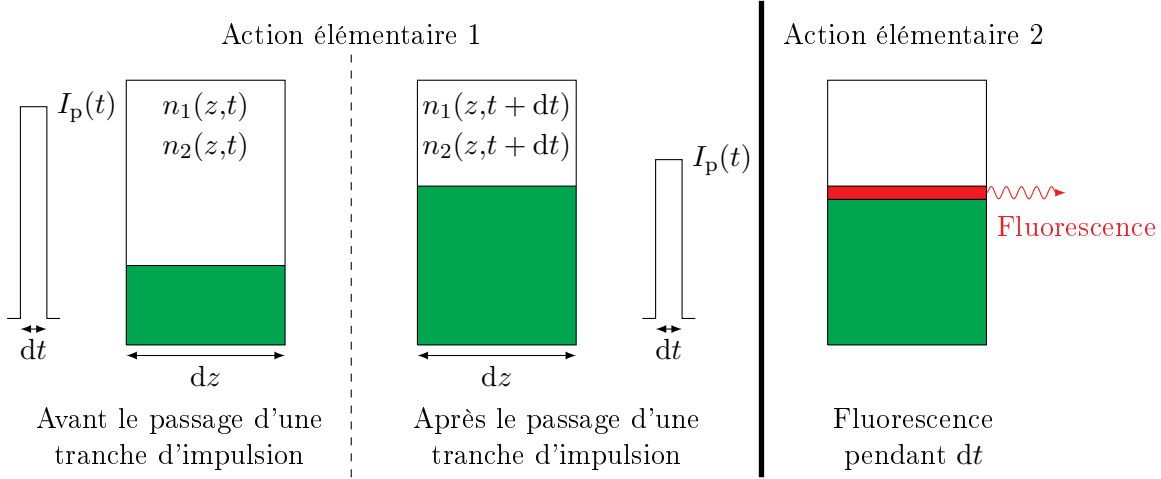 Action élémentaire 1
Action élémentaire 2
I_p(t)
n_1(z,t)
n_2(z,t)
n_1(z,t + dt)
n_2(z,t + dt)
I_p(t)
Fluorescence
dt
dz
dz
dt
Avant le passage d'une
tranche d'impulsion
Après le passage d'une
tranche d'impulsion
Fluorescence
pendant dt